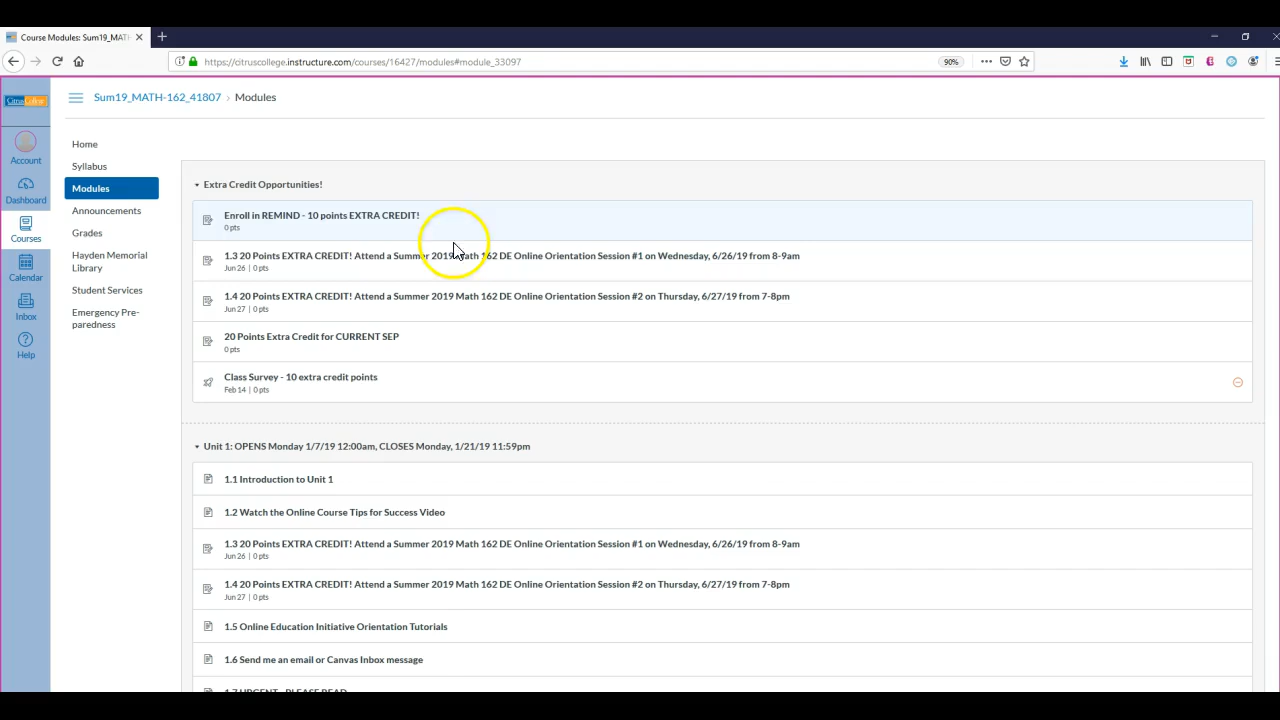 Course Modules: Sum19_MATH
https://citruscollege.instructure.com/courses/16427/modules#module_33097
90%
Citrus College
Sum19_MATH-162_41807 › Modules
Account
Dashboard
Courses
Calendar
Inbox
Help
Home
Syllabus
Modules
Announcements
Grades
Hayden Memorial
Library
Student Services
Emergency Pre-
paredness
Extra Credit Opportunities!
Enroll in REMIND - 10 points EXTRA CREDIT!
0 pts
1.3 20 Points EXTRA CREDIT! Attend a Summer 2019 Math 162 DE Online Orientation Session #1 on Wednesday, 6/26/19 from 8-9am
Jun 26 | 0 pts
1.4 20 Points EXTRA CREDIT! Attend a Summer 2019 Math 162 DE Online Orientation Session #2 on Thursday, 6/27/19 from 7-8pm
Jun 27 | 0 pts
20 Points Extra Credit for CURRENT SEP
0 pts
Class Survey - 10 extra credit points
Feb 14 | 0 pts
Unit 1: OPENS Monday 1/7/19 12:00am, CLOSES Monday, 1/21/19 11:59pm
1.1 Introduction to Unit 1
1.2 Watch the Online Course Tips for Success Video
1.3 20 Points EXTRA CREDIT! Attend a Summer 2019 Math 162 DE Online Orientation Session #1 on Wednesday, 6/26/19 from 8-9am
Jun 26 | 0 pts
1.4 20 Points EXTRA CREDIT! Attend a Summer 2019 Math 162 DE Online Orientation Session #2 on Thursday, 6/27/19 from 7-8pm
Jun 27 | 0 pts
1.5 Online Education Initiative Orientation Tutorials
1.6 Send me an email or Canvas Inbox message
1.7 URGENT - PLEASE READ